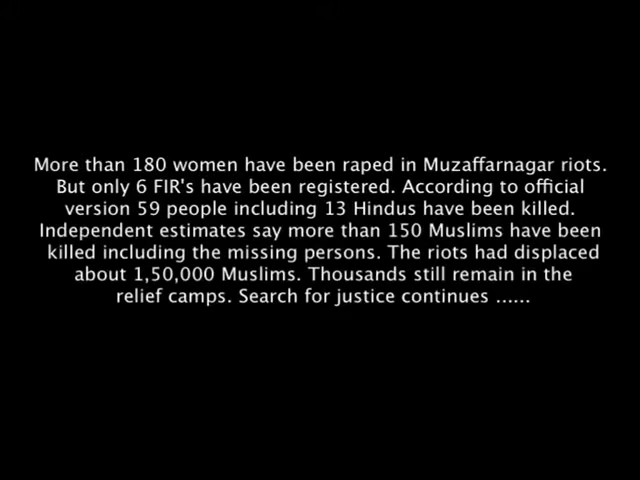 More than 180 women have been raped in Muzaffarnagar riots.
But only 6 FIR's have been registered. According to official
version 59 people including 13 Hindus have been killed.
Independent estimates say more than 150 Muslims have been
killed including the missing persons. The riots had displaced
about 1,50,000 Muslims. Thousands still remain in the
relief camps. Search for justice continues ......